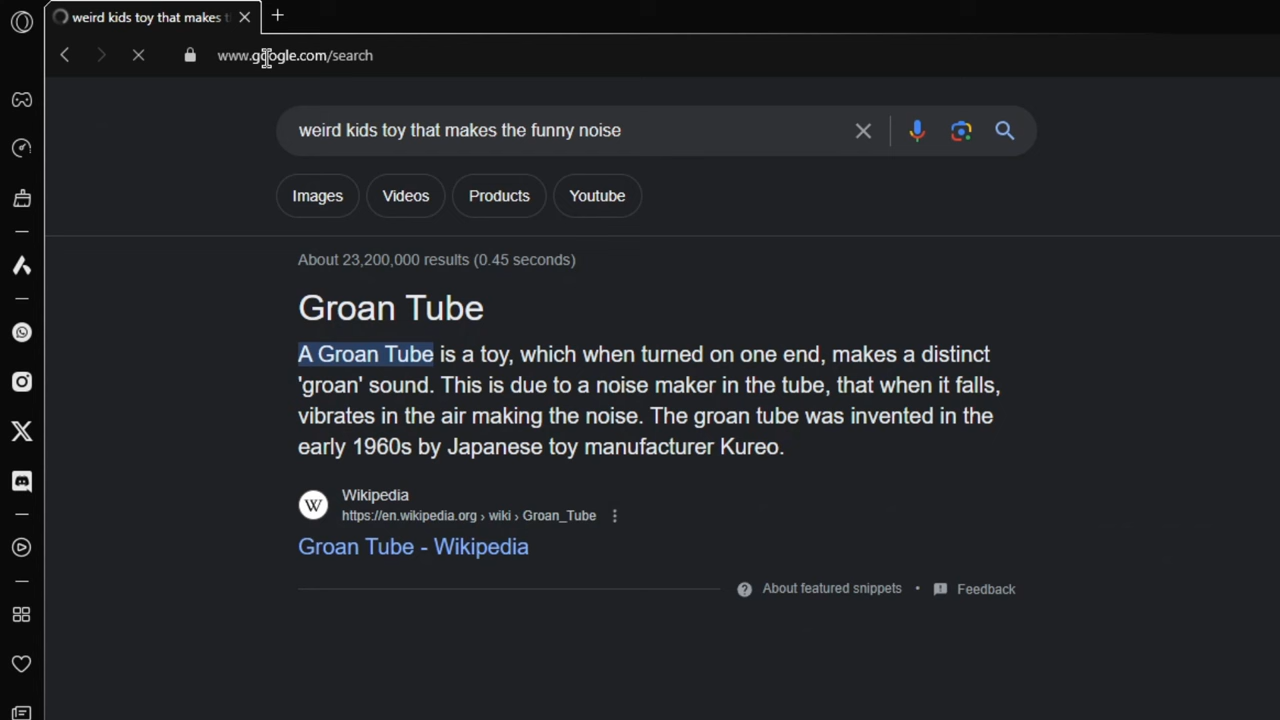 weird kids toy that makes t
www.google.com/search
weird kids toy that makes the funny noise
Images Videos Products Youtube
About 23,200,000 results (0.45 seconds)
Groan Tube
A Groan Tube is a toy, which when turned on one end, makes a distinct
'groan' sound. This is due to a noise maker in the tube, that when it falls,
vibrates in the air making the noise. The groan tube was invented in the
early 1960s by Japanese toy manufacturer Kureo.
W
Wikipedia
https://en.wikipedia.org › wiki › Groan_Tube
Groan Tube - Wikipedia
About featured snippets • Feedback